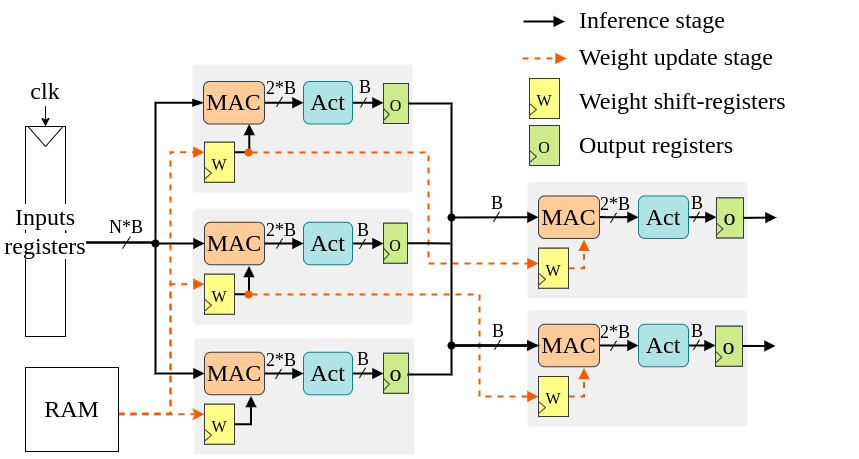 Inference stage
Weight update stage
W Weight shift-registers
O Output registers
clk
Inputs
registers
N*B
RAM
MAC 2*B Act B O
W
MAC 2*B Act B O
W
MAC 2*B Act B o
W
B MAC 2*B Act B o
W
B MAC 2*B Act B o
W